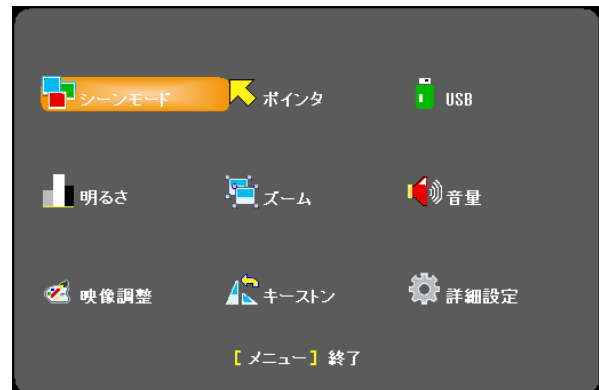 シーンモード ポインタ USB
明るさ ズーム 音量
映像調整 キーストン 詳細設定
[メニュー] 終了